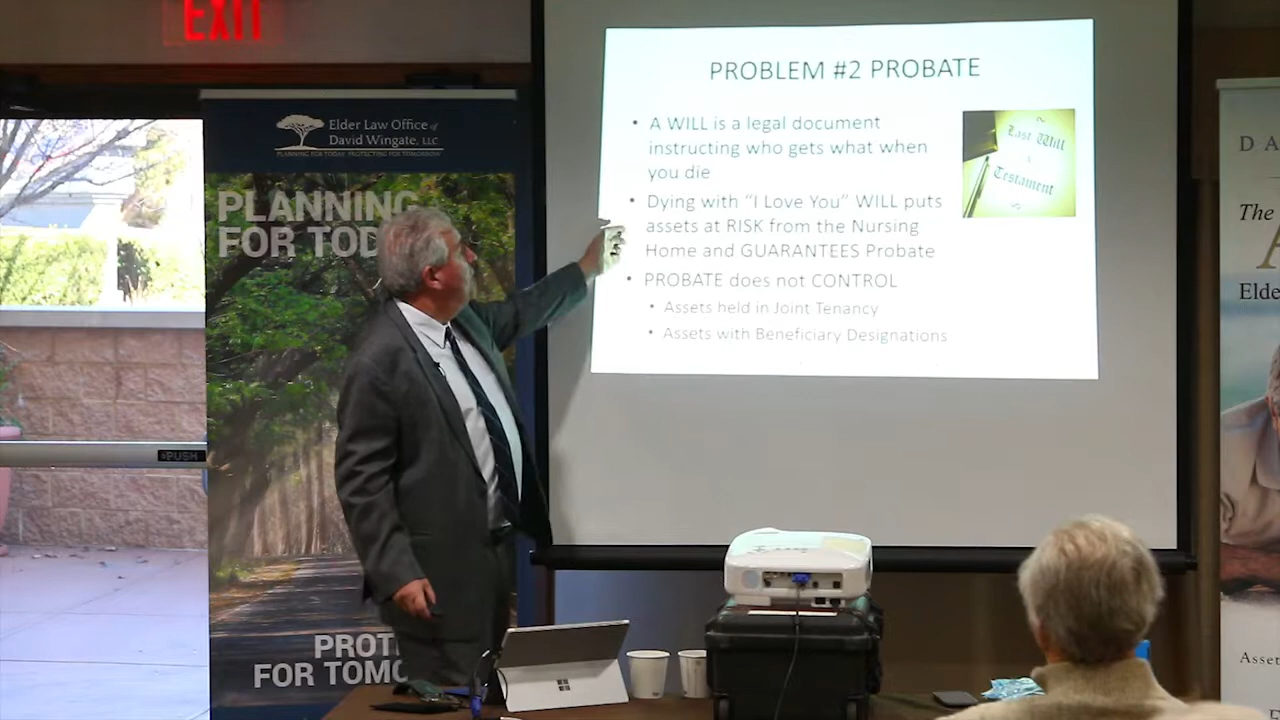 EXIT
Elder Law Office of
David Wingate, LLC
PLANNING FOR TODAY. PROTECTING FOR TOMORROW
PLANNING
FOR TOD
PROT
FOR TOMO
PUSH
PROBLEM #2 PROBATE
• A WILL is a legal document
instructing who gets what when
you die
• Dying with “I Love You” WILL puts
assets at RISK from the Nursing
Home and GUARANTEES Probate
• PROBATE does not CONTROL
• Assets held in Joint Tenancy
• Assets with Beneficiary Designations
Last Will
&
Testament
D A
The
Elde
Asset